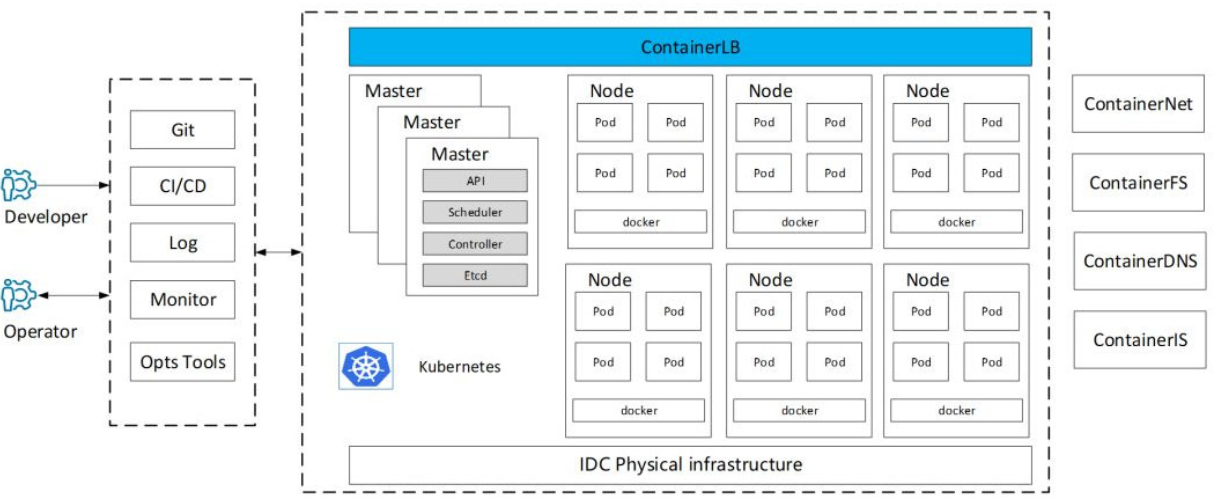 Developer
Operator
Git
CI/CD
Log
Monitor
Opts Tools
ContainerLB
Master
Master
Master
API
Scheduler
Controller
Etcd
Kubernetes
Node
Pod Pod
Pod Pod
docker
Node
Pod Pod
Pod Pod
docker
Node
Pod Pod
Pod Pod
docker
Node
Pod Pod
Pod Pod
docker
Node
Pod Pod
Pod Pod
docker
Node
Pod Pod
Pod Pod
docker
IDC Physical infrastructure
ContainerNet
ContainerFS
ContainerDNS
ContainerIS